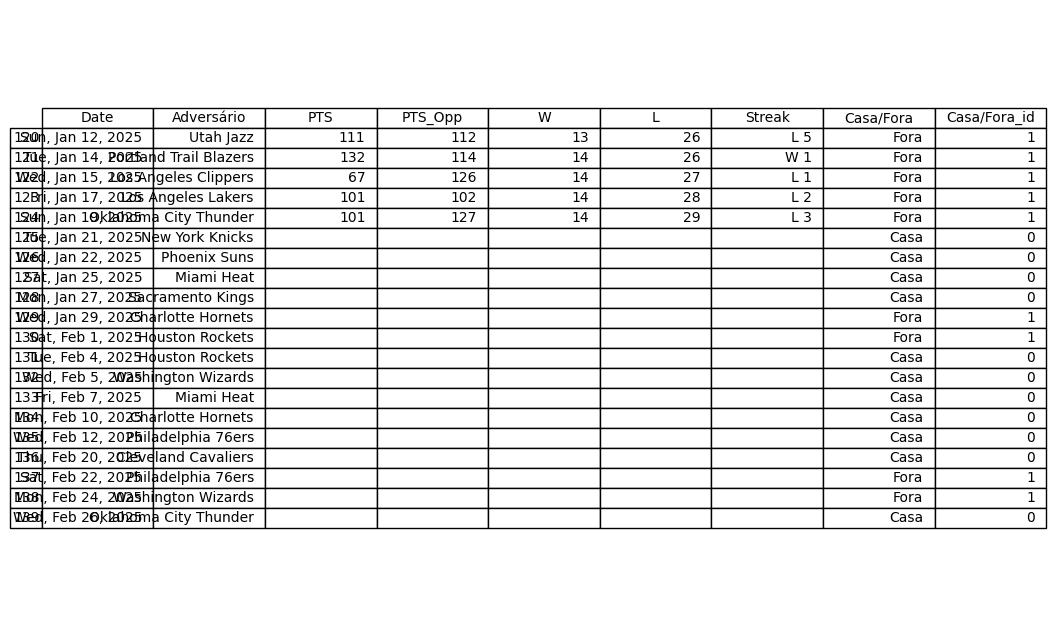 Date Adversário PTS PTS_Opp W L Streak Casa/Fora Casa/Fora_id
120 Sun, Jan 12, 2025 Utah Jazz 111 112 13 26 L 5 Fora 1
121 Tue, Jan 14, 2025 Portland Trail Blazers 132 114 14 26 W 1 Fora 1
122 Wed, Jan 15, 2025 Los Angeles Clippers 67 126 14 27 L 1 Fora 1
123 Fri, Jan 17, 2025 Los Angeles Lakers 101 102 14 28 L 2 Fora 1
124 Sun, Jan 19, 2025 Oklahoma City Thunder 101 127 14 29 L 3 Fora 1
125 Tue, Jan 21, 2025 New York Knicks Casa 0
126 Wed, Jan 22, 2025 Phoenix Suns Casa 0
127 Sat, Jan 25, 2025 Miami Heat Casa 0
128 Mon, Jan 27, 2025 Sacramento Kings Casa 0
129 Wed, Jan 29, 2025 Charlotte Hornets Fora 1
130 Sat, Feb 1, 2025 Houston Rockets Fora 1
131 Tue, Feb 4, 2025 Houston Rockets Casa 0
132 Wed, Feb 5, 2025 Washington Wizards Casa 0
133 Fri, Feb 7, 2025 Miami Heat Casa 0
134 Mon, Feb 10, 2025 Charlotte Hornets Casa 0
135 Wed, Feb 12, 2025 Philadelphia 76ers Casa 0
136 Thu, Feb 20, 2025 Cleveland Cavaliers Casa 0
137 Sat, Feb 22, 2025 Philadelphia 76ers Fora 1
138 Mon, Feb 24, 2025 Washington Wizards Fora 1
139 Wed, Feb 26, 2025 Oklahoma City Thunder Casa 0